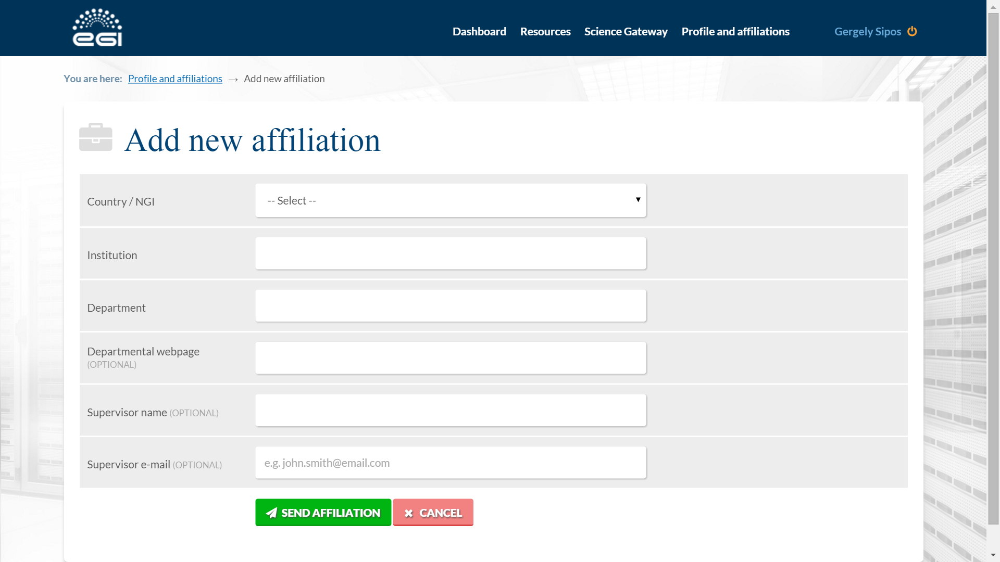 eGI
Dashboard Resources Science Gateway Profile and affiliations Gergely Sipos
You are here: Profile and affiliations → Add new affiliation
Add new affiliation
Country / NGI
-- Select --
Institution
Department
Departmental webpage
(OPTIONAL)
Supervisor name (OPTIONAL)
Supervisor e-mail (OPTIONAL)
e.g. john.smith@email.com
SEND AFFILIATION
CANCEL